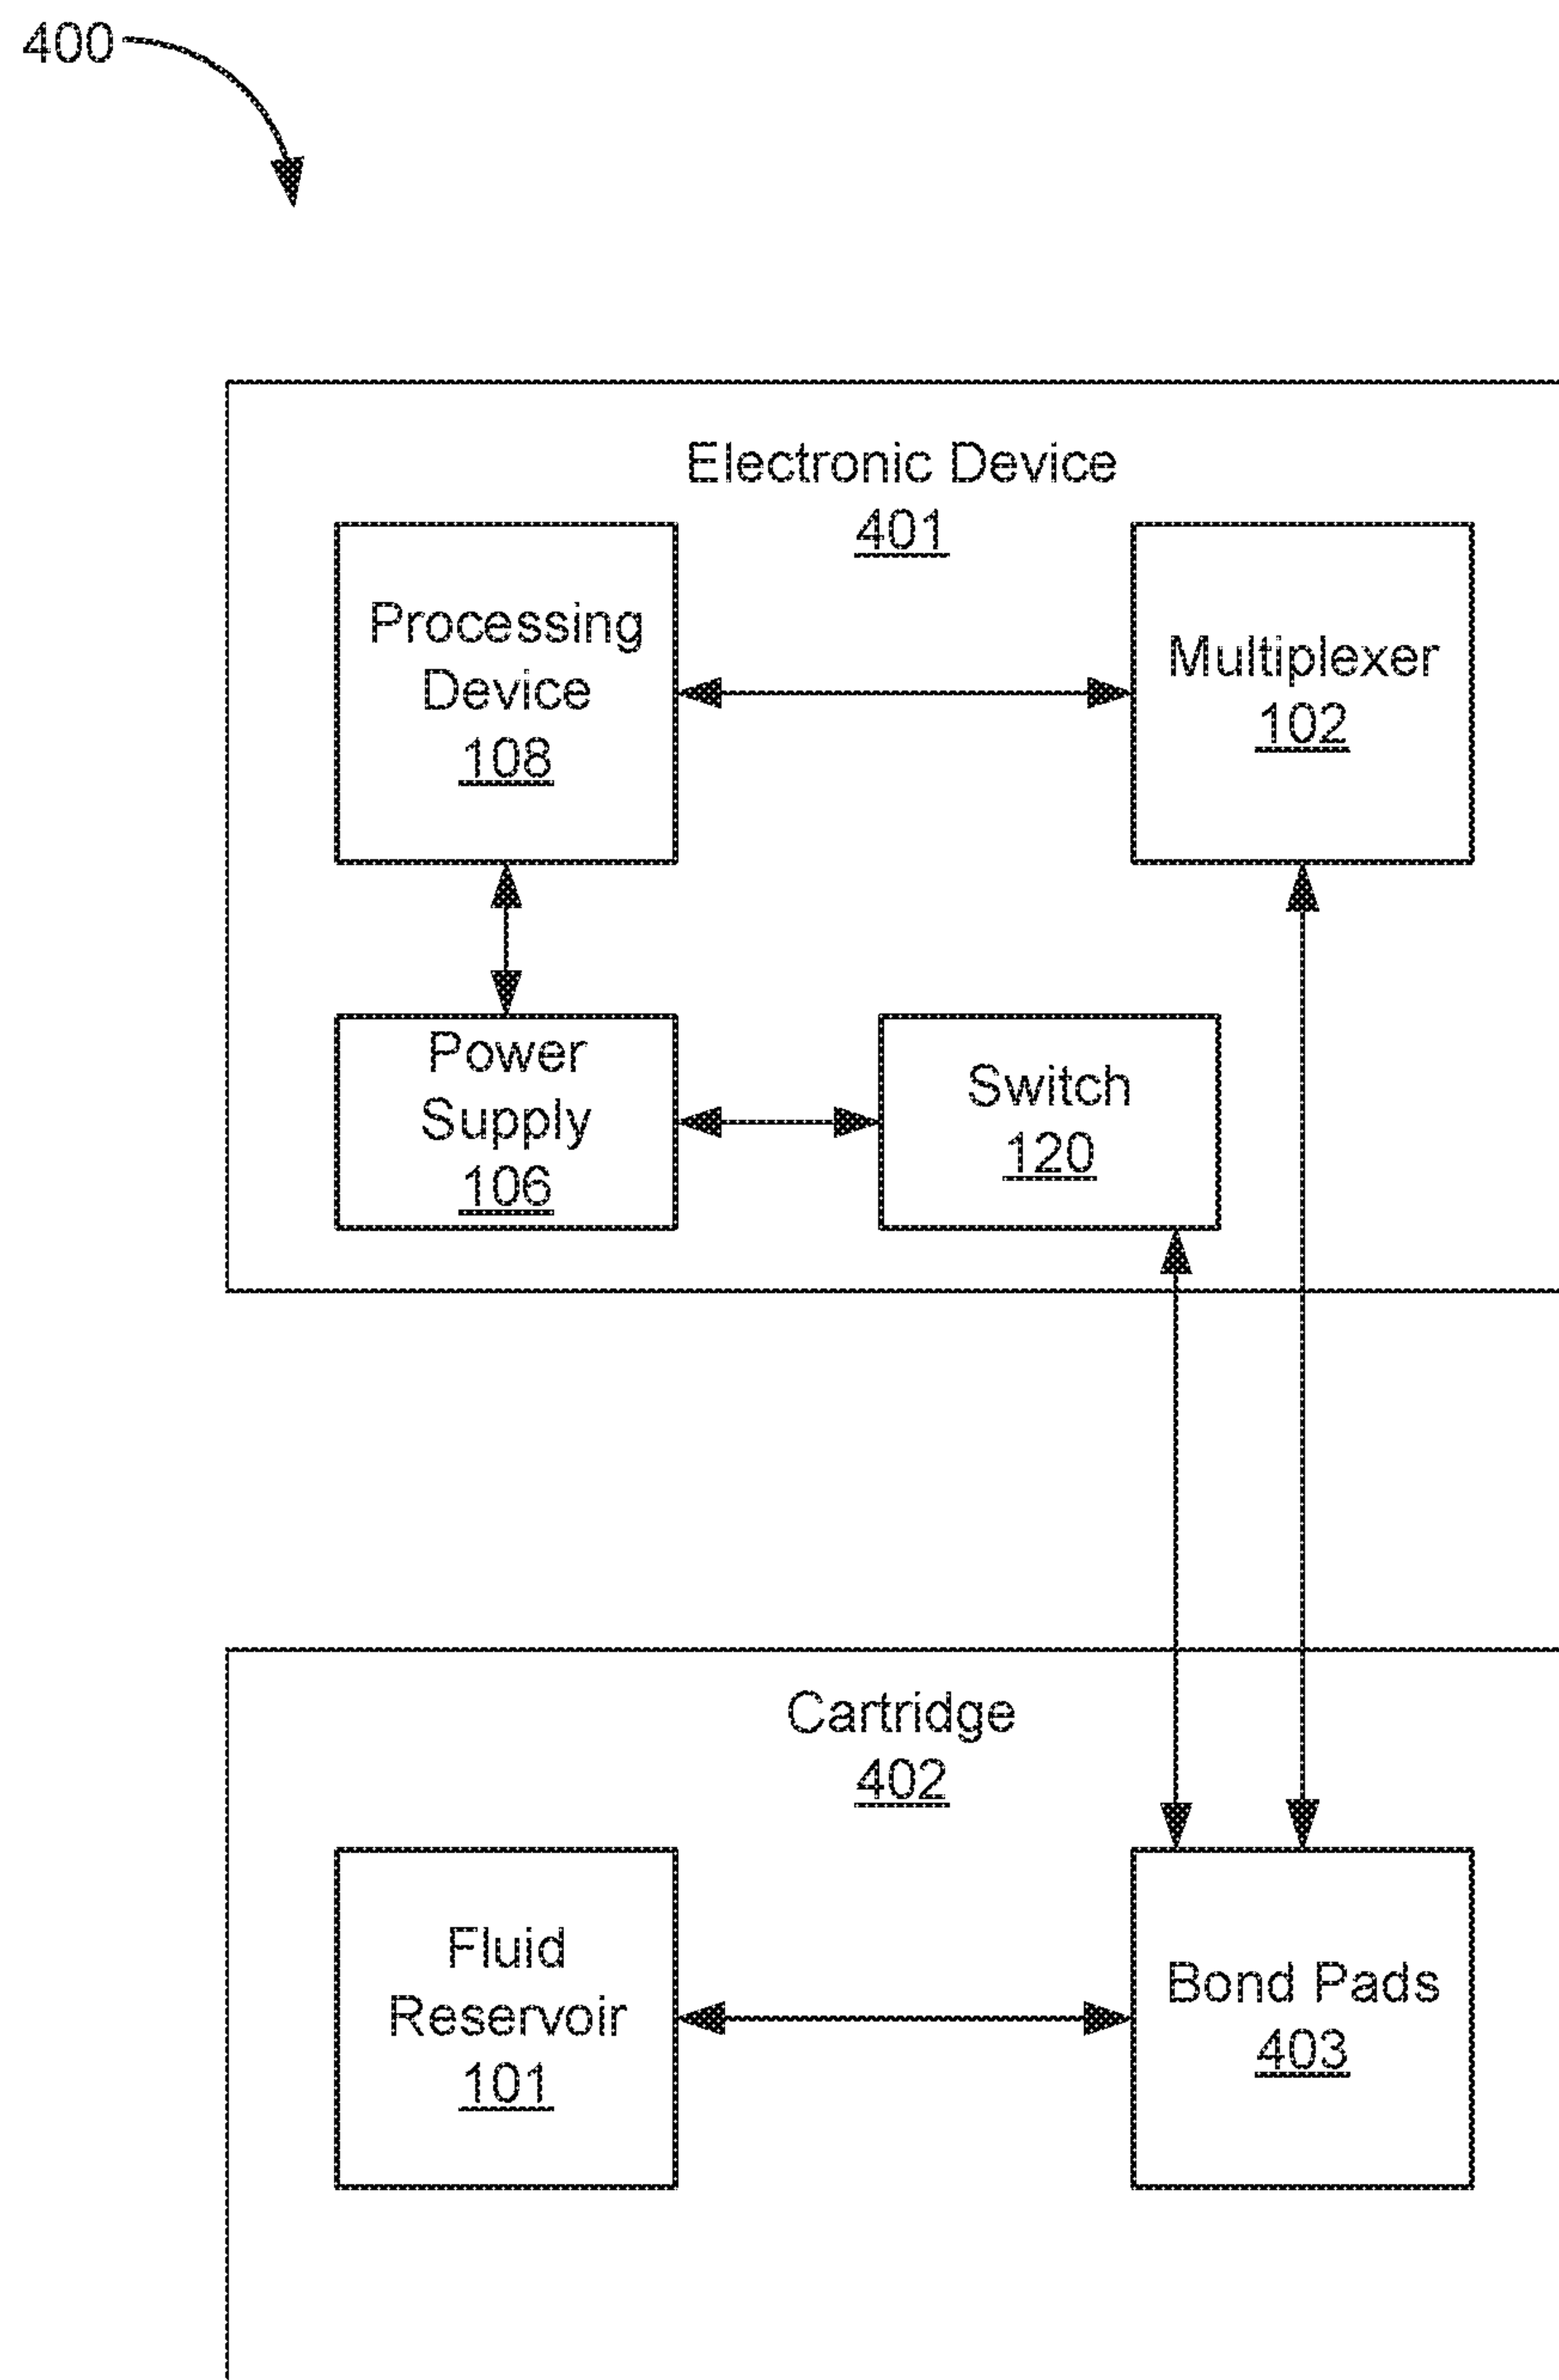 400
Electronic Device
401
Processing
Device
108
Multiplexer
102
Power
Supply
106
Switch
120
Cartridge
402
Fluid
Reservoir
101
Bond Pads
403